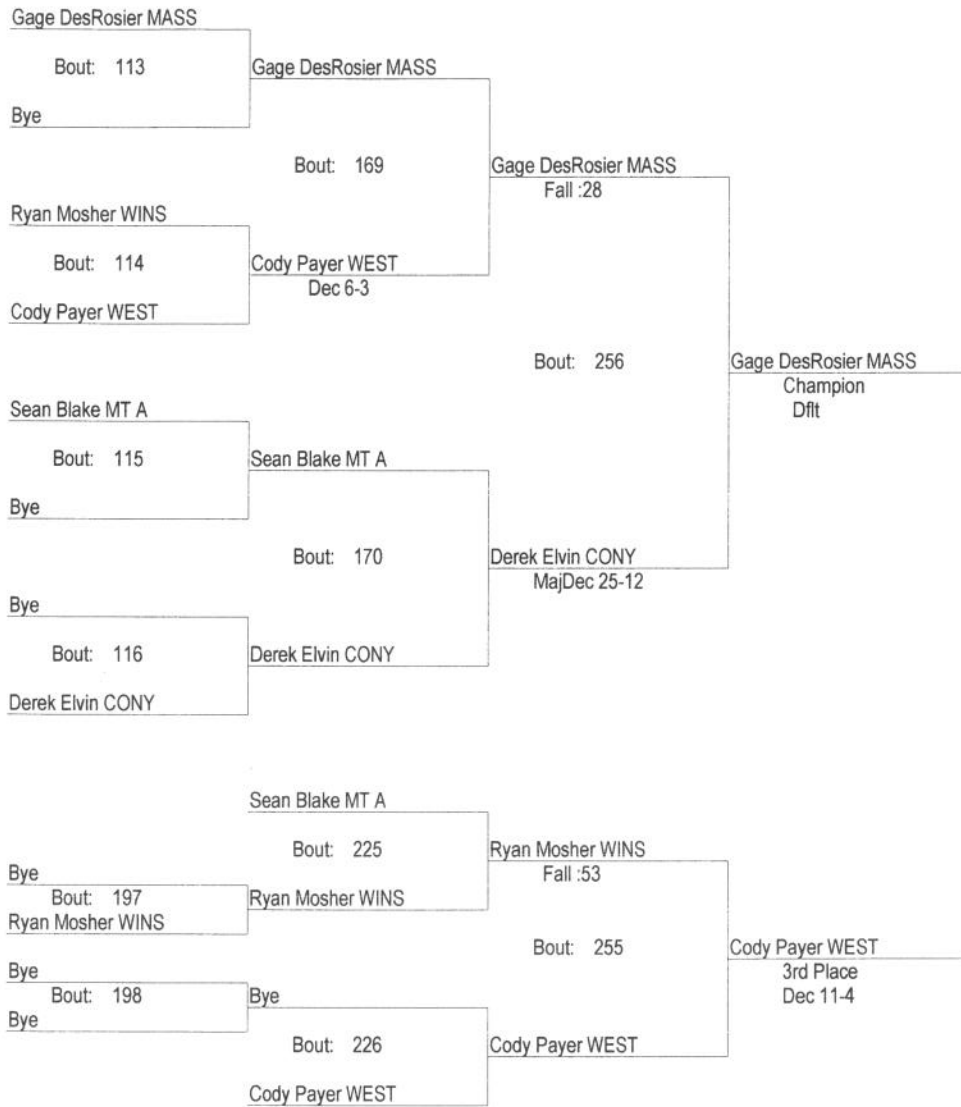 Gage DesRosier MASS
Bout: 113
Gage DesRosier MASS
Bye
Bout: 169
Gage DesRosier MASS
Fall :28
Ryan Mosher WINS
Bout: 114
Cody Payer WEST
Dec 6-3
Cody Payer WEST
Bout: 256
Gage DesRosier MASS
Champion
Dflt
Sean Blake MT A
Bout: 115
Sean Blake MT A
Bye
Bout: 170
Derek Elvin CONY
MajDec 25-12
Bye
Bout: 116
Derek Elvin CONY
Derek Elvin CONY
Sean Blake MT A
Bout: 225
Ryan Mosher WINS
Fall :53
Bye
Bout: 197
Ryan Mosher WINS
Ryan Mosher WINS
Bout: 255
Cody Payer WEST
3rd Place
Dec 11-4
Bye
Bout: 198
Bye
Bye
Bout: 226
Cody Payer WEST
Cody Payer WEST